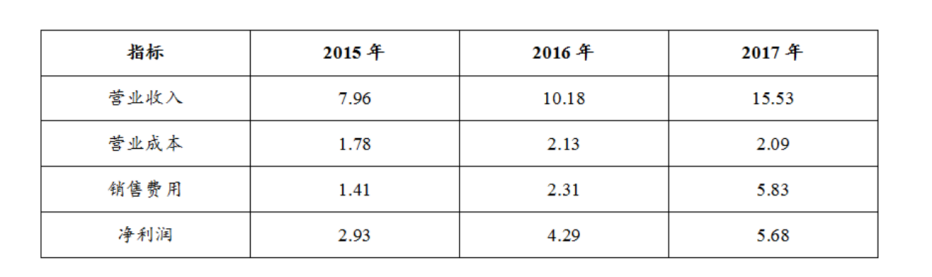 指标 2015 年 2016 年 2017 年
营业收入 7.96 10.18 15.53
营业成本 1.78 2.13 2.09
销售费用 1.41 2.31 5.83
净利润 2.93 4.29 5.68